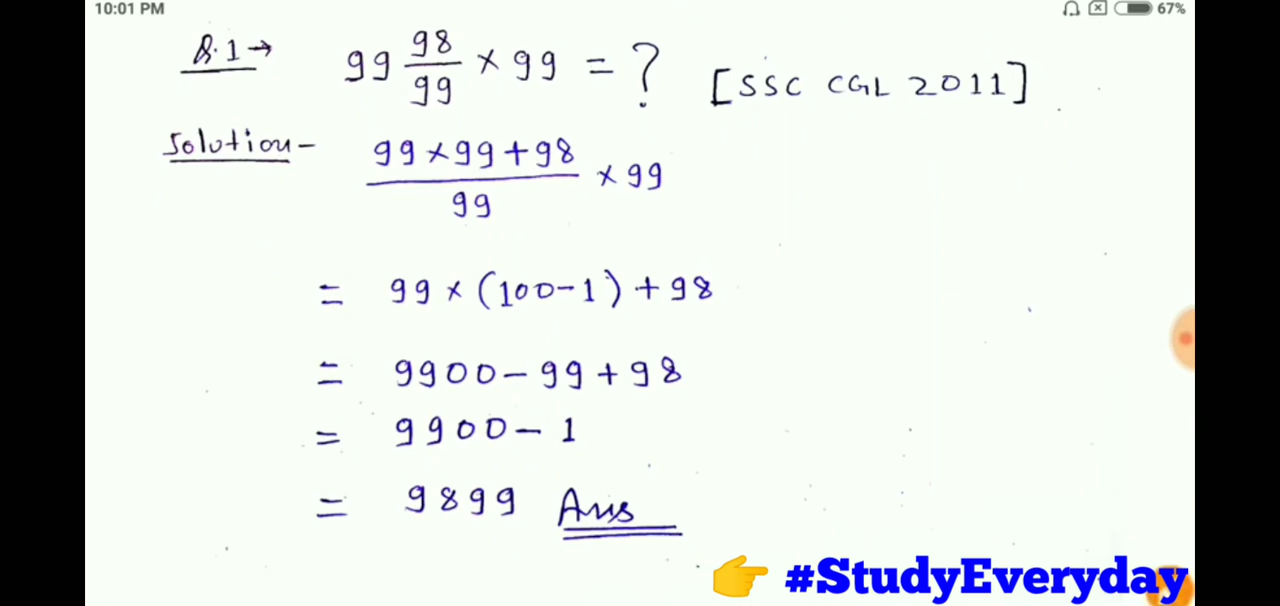 10:01 PM 67%
Q.1→ 99 98/99 × 99 = ? [SSC CGL 2011]
Solution- (99×99+98)/99 × 99
= 99×(100-1)+98
= 9900-99+98
= 9900-1
= 9899 Ans
👉 #StudyEveryday